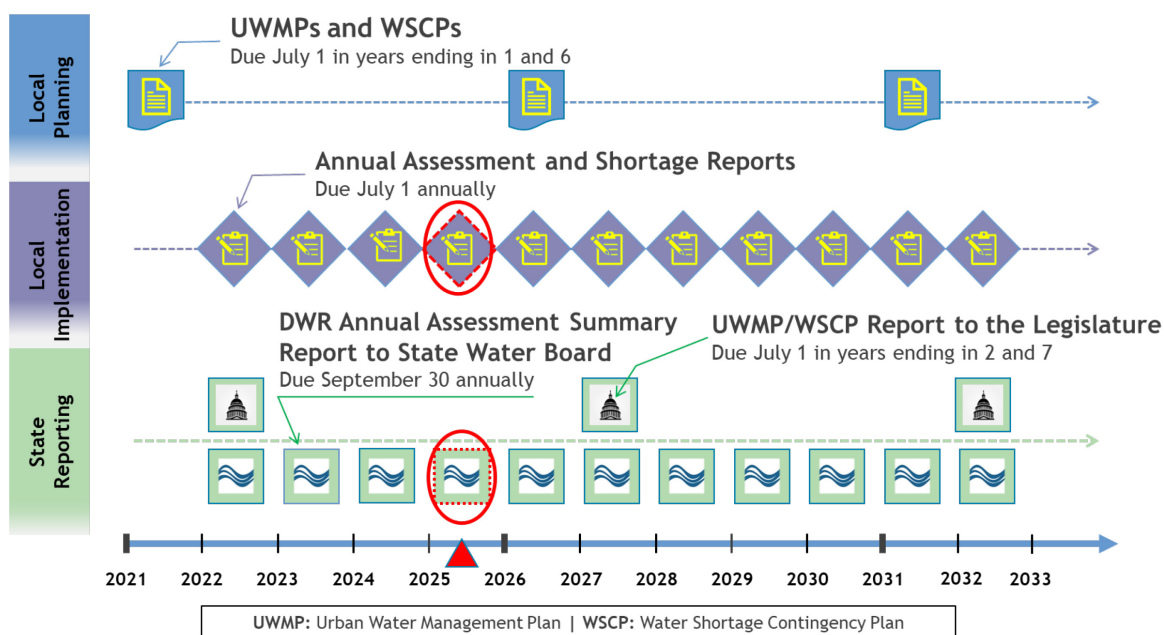 UWMPs and WSCPs
Due July 1 in years ending in 1 and 6
Local
Planning
Annual Assessment and Shortage Reports
Due July 1 annually
Local
Implementation
DWR Annual Assessment Summary
Report to State Water Board
Due September 30 annually
UWMP/WSCP Report to the Legislature
Due July 1 in years ending in 2 and 7
State
Reporting
2021 2022 2023 2024 2025 2026 2027 2028 2029 2030 2031 2032 2033
UWMP: Urban Water Management Plan | WSCP: Water Shortage Contingency Plan